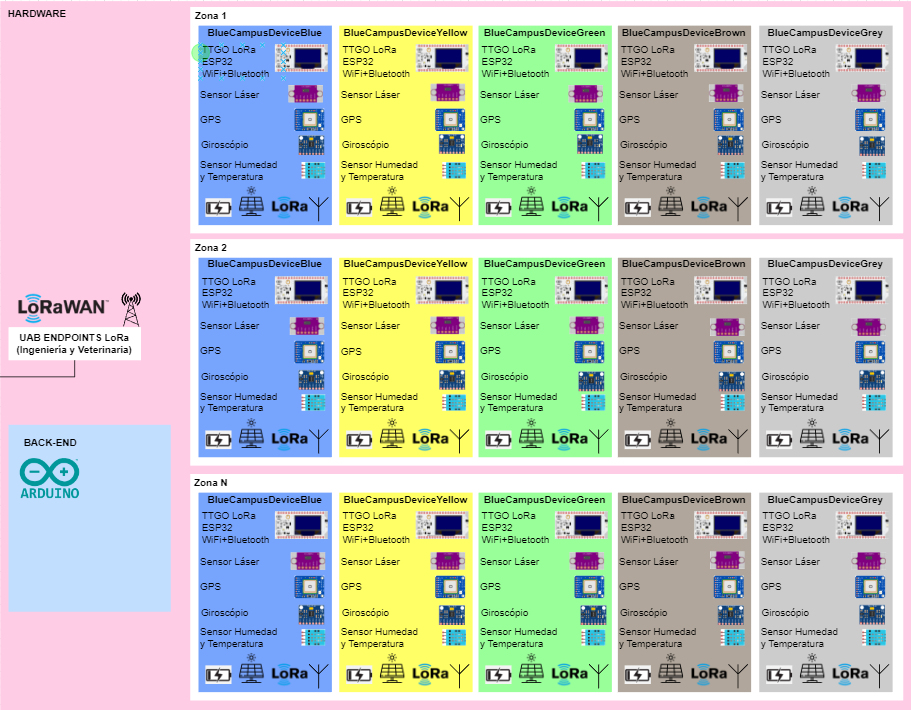 HARDWARE
Zona 1
BlueCampusDeviceBlue
TTGO LoRa
ESP32
WiFi+Bluetooth
Sensor Láser
GPS
Giroscópio
Sensor Humedad
y Temperatura
LoRa
BlueCampusDeviceYellow
TTGO LoRa
ESP32
WiFi+Bluetooth
Sensor Láser
GPS
Giroscópio
Sensor Humedad
y Temperatura
LoRa
BlueCampusDeviceGreen
TTGO LoRa
ESP32
WiFi+Bluetooth
Sensor Láser
GPS
Giroscópio
Sensor Humedad
y Temperatura
LoRa
BlueCampusDeviceBrown
TTGO LoRa
ESP32
WiFi+Bluetooth
Sensor Láser
GPS
Giroscópio
Sensor Humedad
y Temperatura
LoRa
BlueCampusDeviceGrey
TTGO LoRa
ESP32
WiFi+Bluetooth
Sensor Láser
GPS
Giroscópio
Sensor Humedad
y Temperatura
LoRa
Zona 2
BlueCampusDeviceBlue
TTGO LoRa
ESP32
WiFi+Bluetooth
Sensor Láser
GPS
Giroscópio
Sensor Humedad
y Temperatura
LoRa
BlueCampusDeviceYellow
TTGO LoRa
ESP32
WiFi+Bluetooth
Sensor Láser
GPS
Giroscópio
Sensor Humedad
y Temperatura
LoRa
BlueCampusDeviceGreen
TTGO LoRa
ESP32
WiFi+Bluetooth
Sensor Láser
GPS
Giroscópio
Sensor Humedad
y Temperatura
LoRa
BlueCampusDeviceBrown
TTGO LoRa
ESP32
WiFi+Bluetooth
Sensor Láser
GPS
Giroscópio
Sensor Humedad
y Temperatura
LoRa
BlueCampusDeviceGrey
TTGO LoRa
ESP32
WiFi+Bluetooth
Sensor Láser
GPS
Giroscópio
Sensor Humedad
y Temperatura
LoRa
LoRaWAN
UAB ENDPOINTS LoRa
(Ingeniería y Veterinaria)
BACK-END
ARDUINO
Zona N
BlueCampusDeviceBlue
TTGO LoRa
ESP32
WiFi+Bluetooth
Sensor Láser
GPS
Giroscópio
Sensor Humedad
y Temperatura
LoRa
BlueCampusDeviceYellow
TTGO LoRa
ESP32
WiFi+Bluetooth
Sensor Láser
GPS
Giroscópio
Sensor Humedad
y Temperatura
LoRa
BlueCampusDeviceGreen
TTGO LoRa
ESP32
WiFi+Bluetooth
Sensor Láser
GPS
Giroscópio
Sensor Humedad
y Temperatura
LoRa
BlueCampusDeviceBrown
TTGO LoRa
ESP32
WiFi+Bluetooth
Sensor Láser
GPS
Giroscópio
Sensor Humedad
y Temperatura
LoRa
BlueCampusDeviceGrey
TTGO LoRa
ESP32
WiFi+Bluetooth
Sensor Láser
GPS
Giroscópio
Sensor Humedad
y Temperatura
LoRa